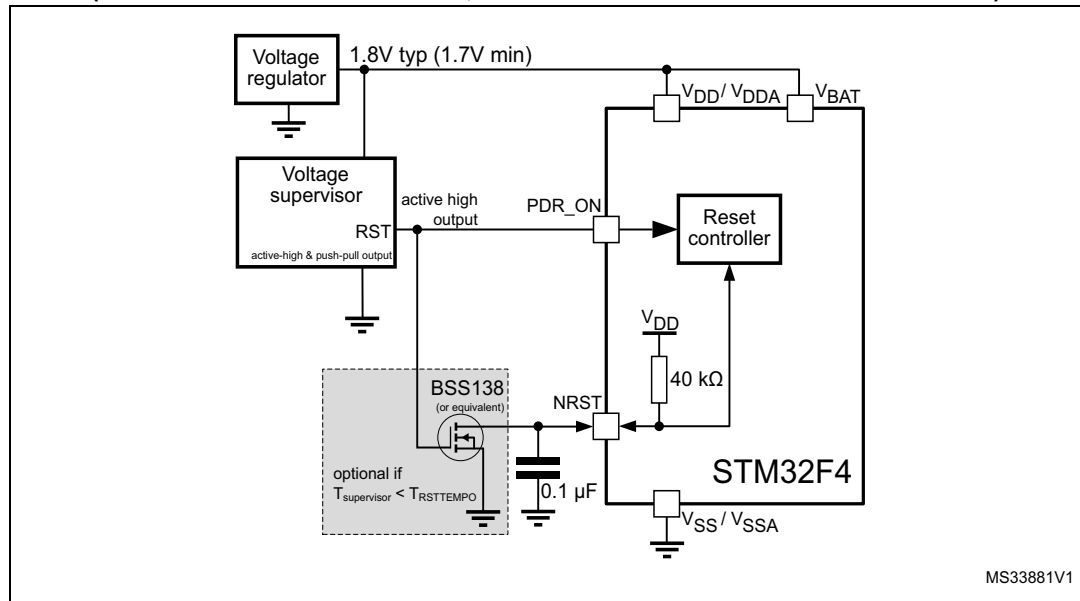 Voltage
regulator
1.8V typ (1.7V min)
VDD / VDDA
VBAT
Voltage
supervisor
RST
active-high & push-pull output
active high
output
PDR_ON
Reset
controller
VDD
40 kΩ
BSS138
(or equivalent)
NRST
optional if
Tsupervisor < TRSTTEMPO
0.1 µF
STM32F4
VSS / VSSA
MS33881V1